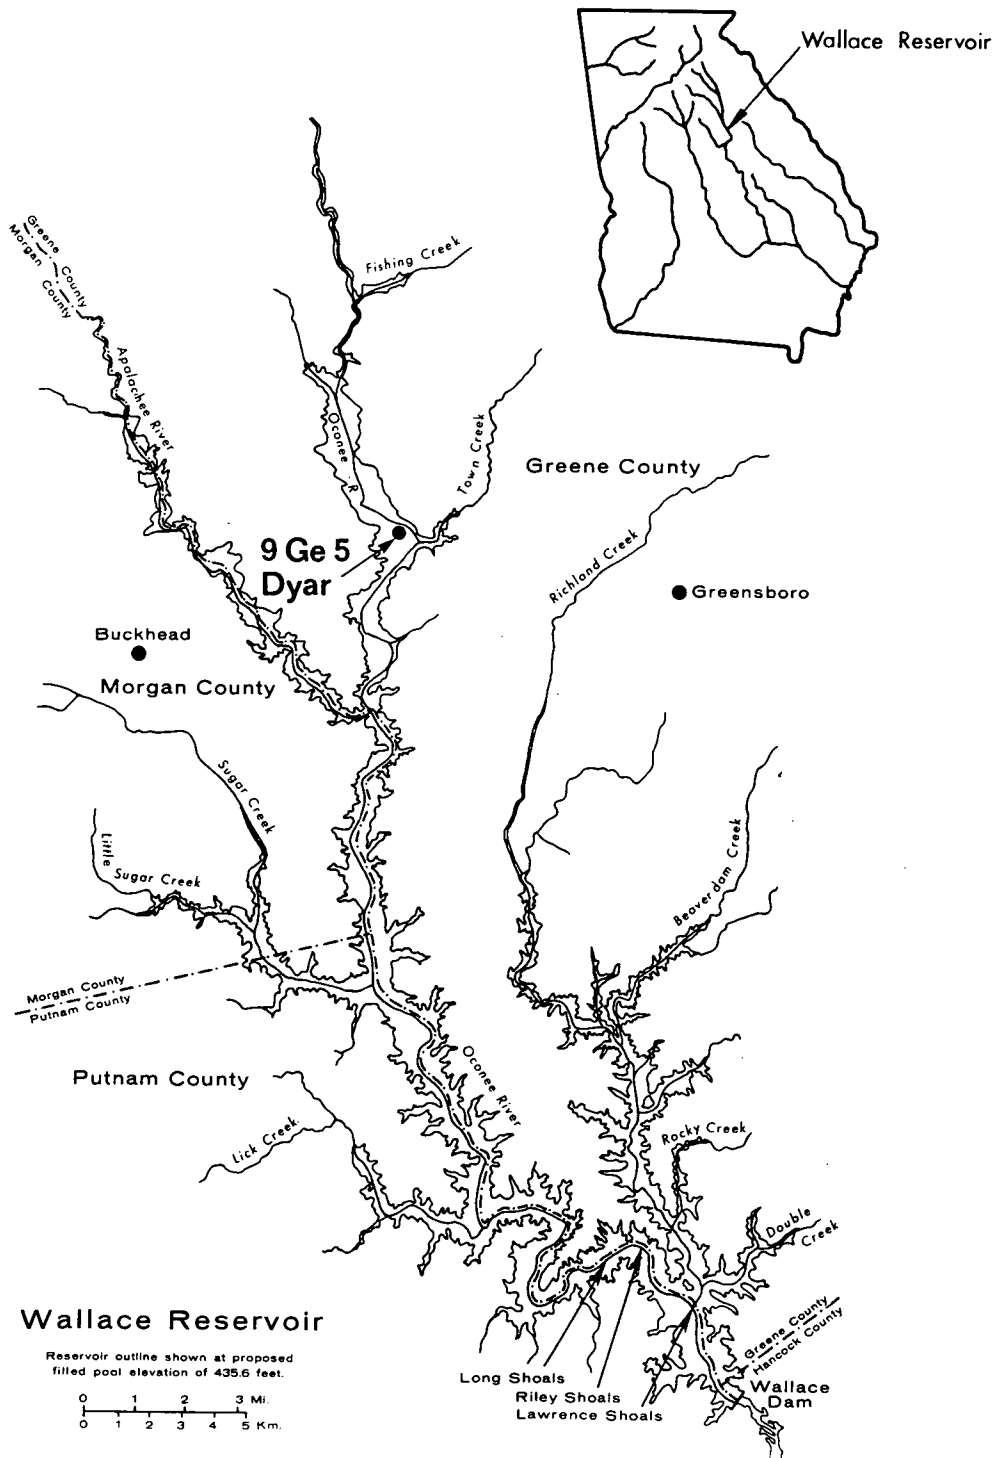 Wallace Reservoir
Greene County
Morgan County
Fishing Creek
Apalachee River
Oconee R.
Town Creek
Greene County
9 Ge 5
Dyar
Richland Creek
Greensboro
Buckhead
Morgan County
Sugar Creek
Little
Sugar Creek
Beaverdam Creek
Morgan County
Putnam County
Oconee River
Putnam County
Lick Creek
Rocky Creek
Double
Creek
Greene County
Hancock County
Wallace Reservoir
Reservoir outline shown at proposed
filled pool elevation of 435.6 feet.
0 1 2 3 Mi.
0 1 2 3 4 5 Km.
Long Shoals
Riley Shoals
Lawrence Shoals
Wallace
Dam